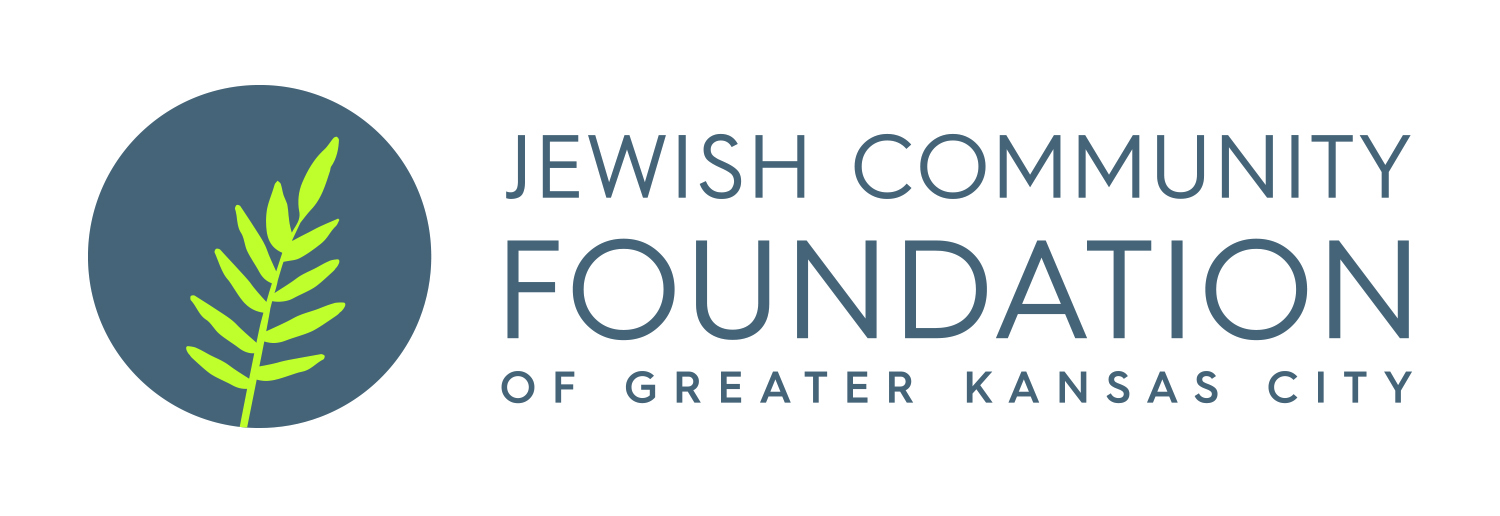 JEWISH COMMUNITY
FOUNDATION
OF GREATER KANSAS CITY